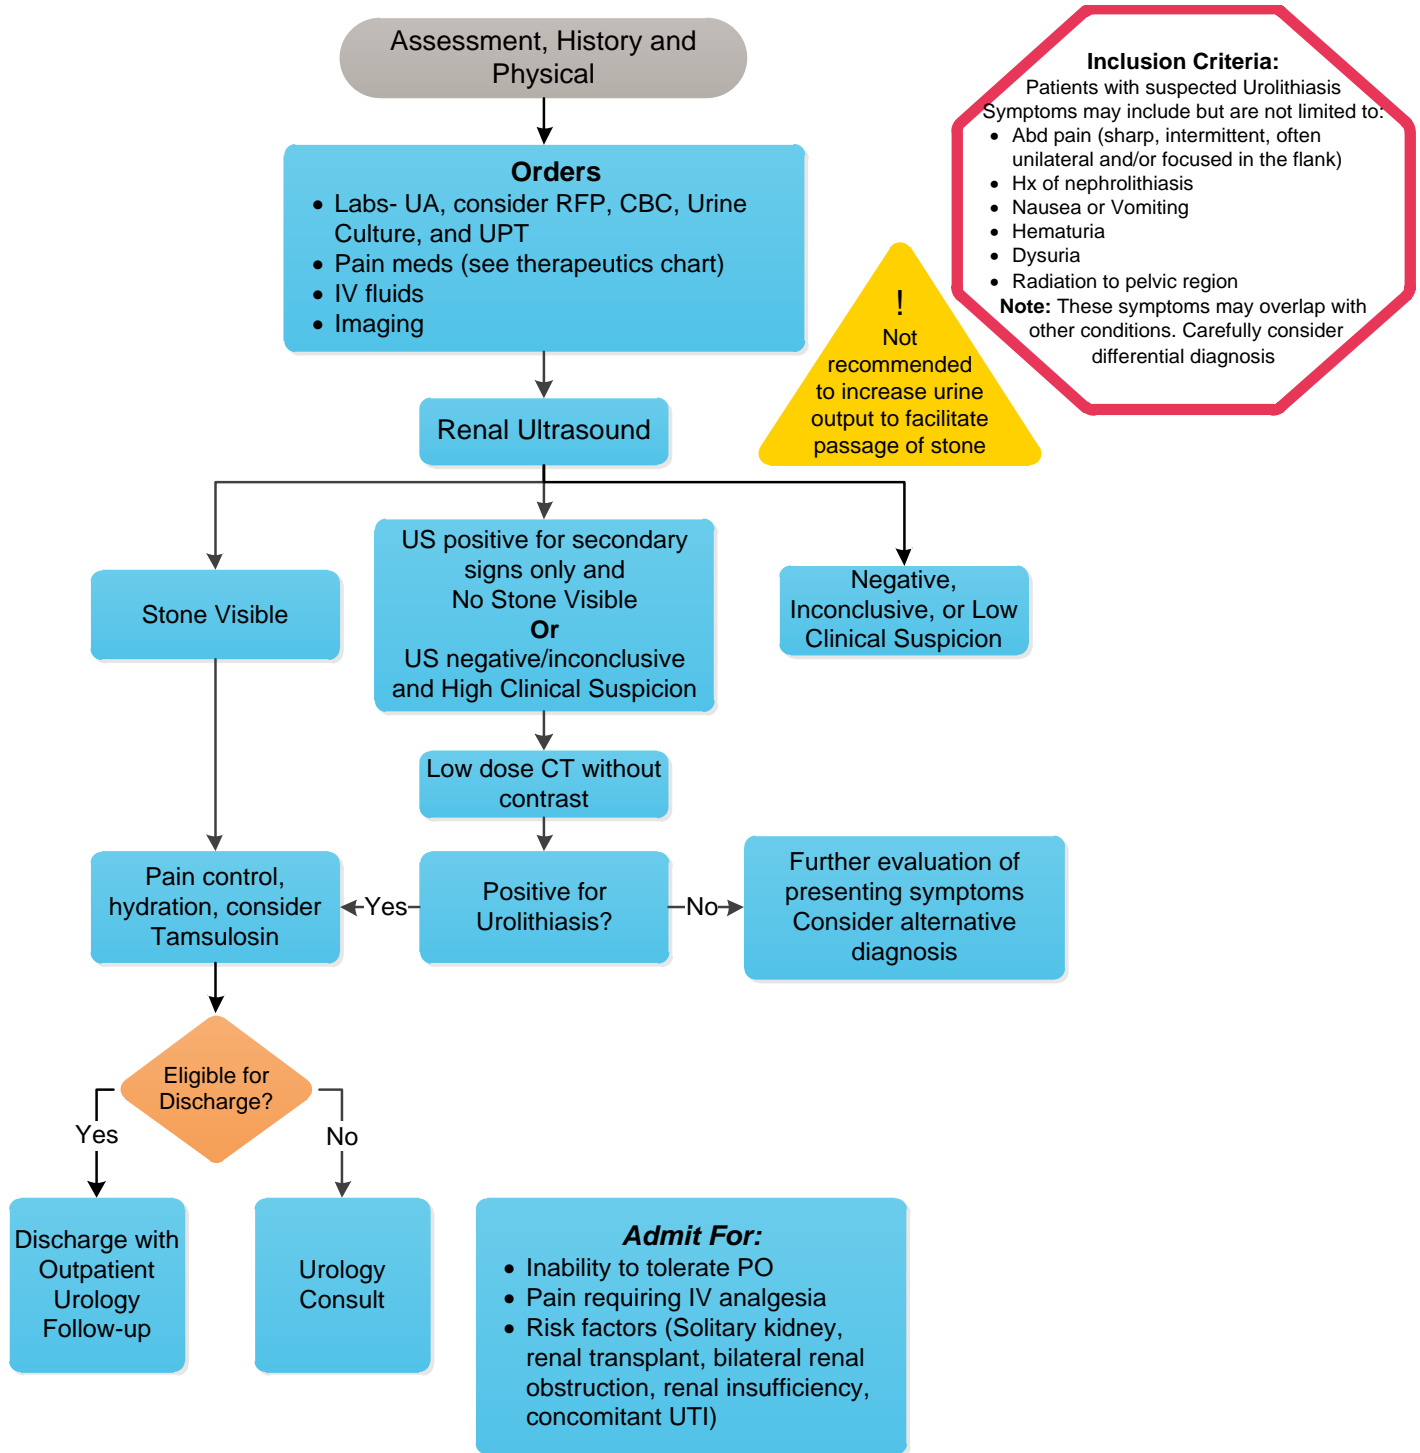 Assessment, History and
Physical
Inclusion Criteria:
Patients with suspected Urolithiasis
Symptoms may include but are not limited to:
• Abd pain (sharp, intermittent, often
unilateral and/or focused in the flank)
• Hx of nephrolithiasis
• Nausea or Vomiting
• Hematuria
• Dysuria
• Radiation to pelvic region
Note: These symptoms may overlap with
other conditions. Carefully consider
differential diagnosis
Orders
• Labs- UA, consider RFP, CBC, Urine
Culture, and UPT
• Pain meds (see therapeutics chart)
• IV fluids
• Imaging
!
Not
recommended
to increase urine
output to facilitate
passage of stone
Renal Ultrasound
Stone Visible
US positive for secondary
signs only and
No Stone Visible
Or
US negative/inconclusive
and High Clinical Suspicion
Negative,
Inconclusive, or Low
Clinical Suspicion
Low dose CT without
contrast
Pain control,
hydration, consider
Tamsulosin
Yes
Positive for
Urolithiasis?
No
Further evaluation of
presenting symptoms
Consider alternative
diagnosis
Eligible for
Discharge?
Yes
No
Discharge with
Outpatient
Urology
Follow-up
Urology
Consult
Admit For:
• Inability to tolerate PO
• Pain requiring IV analgesia
• Risk factors (Solitary kidney,
renal transplant, bilateral renal
obstruction, renal insufficiency,
concomitant UTI)